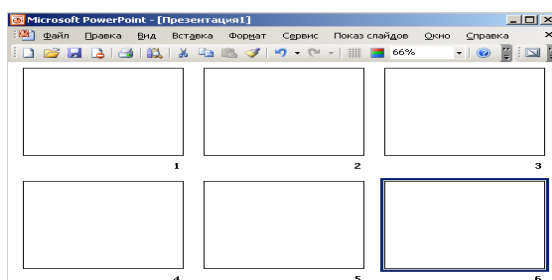 Microsoft PowerPoint - [Презентация1]
Файл Правка Вид Вставка Формат Сервис Показ слайдов Окно Справка
66%
1 2 3
4 5 6